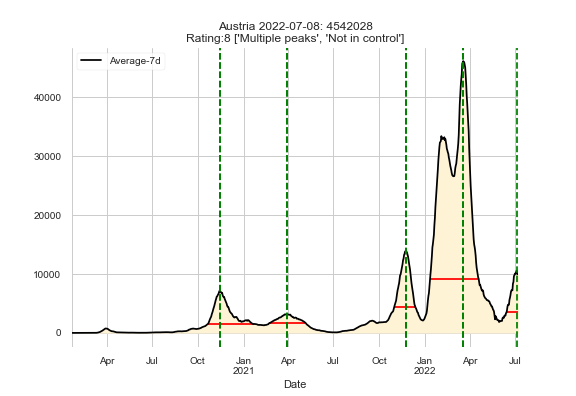 Austria 2022-07-08: 4542028
Rating:8 ['Multiple peaks', 'Not in control']
Average-7d
40000
30000
20000
10000
0
Apr Jul Oct Jan Apr Jul Oct Jan Apr Jul
2021 2022
Date